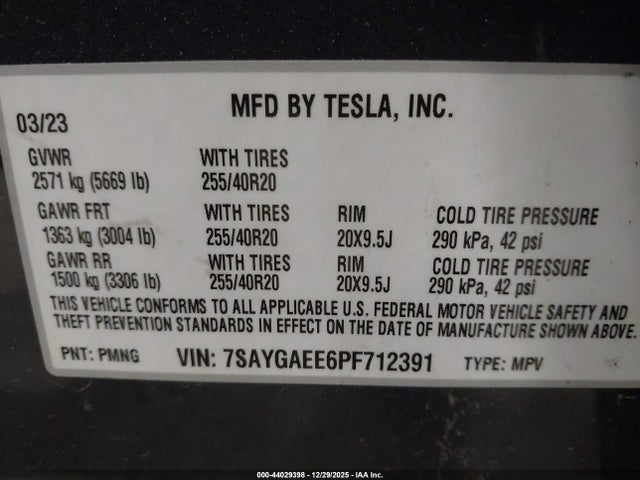 MFD BY TESLA, INC.
03/23
GVWR WITH TIRES
2571 kg (5669 lb) 255/40R20
GAWR FRT WITH TIRES RIM COLD TIRE PRESSURE
1363 kg (3004 lb) 255/40R20 20X9.5J 290 kPa, 42 psi
GAWR RR WITH TIRES RIM COLD TIRE PRESSURE
1500 kg (3306 lb) 255/40R20 20X9.5J 290 kPa, 42 psi
THIS VEHICLE CONFORMS TO ALL APPLICABLE U.S. FEDERAL MOTOR VEHICLE SAFETY AND
THEFT PREVENTION STANDARDS IN EFFECT ON THE DATE OF MANUFACTURE SHOWN ABOVE.
PNT: PMNG VIN: 7SAYGAEE6PF712391 TYPE: MPV
000-44029398 - 12/29/2025 - IAA Inc.